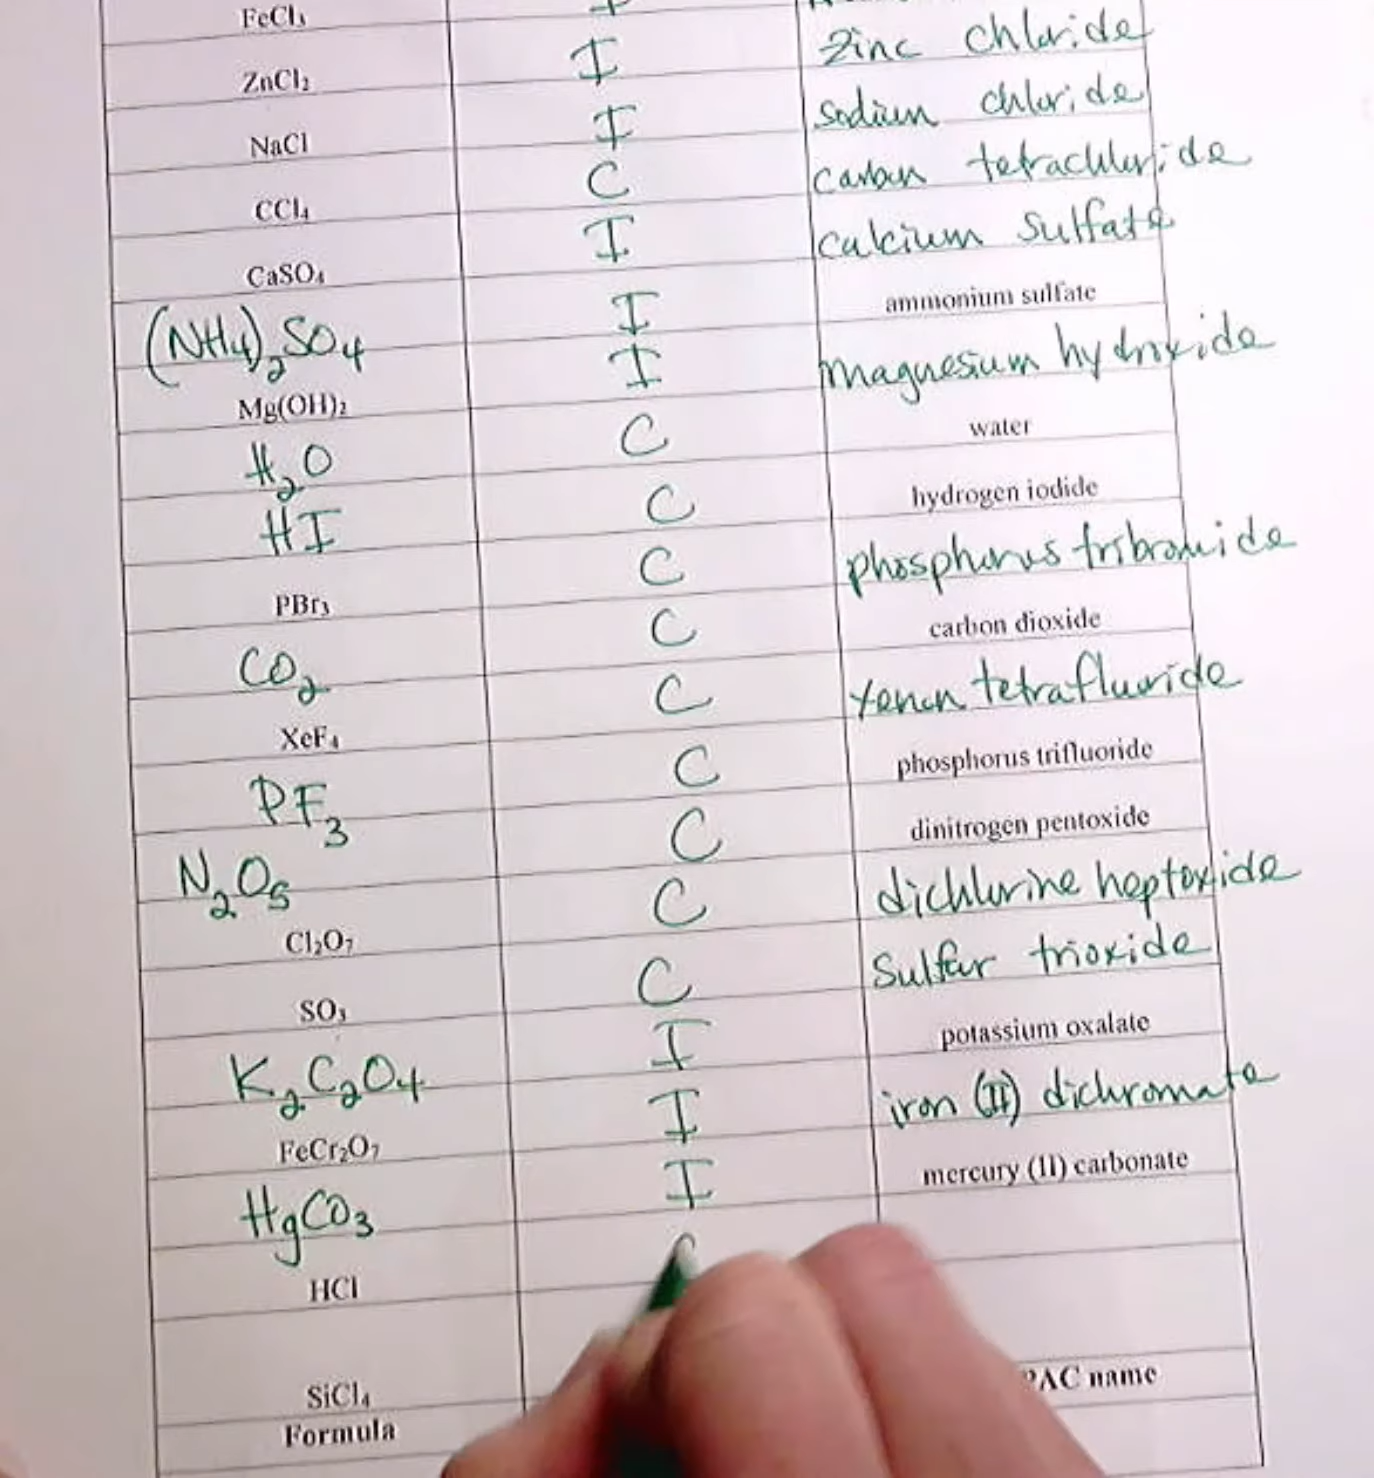 FeCl₃ I
ZnCl₂ I Zinc chloride
NaCl I sodium chloride
CCl₄ C carbon tetrachloride
CaSO₄ I calcium sulfate
(NH₄)₂SO₄ I ammonium sulfate
Mg(OH)₂ I magnesium hydroxide
H₂O C water
HI C hydrogen iodide
PBr₃ C phosphorus tribromide
CO₂ C carbon dioxide
XeF₄ C xenon tetrafluoride
PF₃ C phosphorus trifluoride
N₂O₅ C dinitrogen pentoxide
Cl₂O₇ C dichlorine heptoxide
SO₃ C Sulfur trioxide
K₂C₂O₄ I potassium oxalate
FeCr₂O₇ I iron (II) dichromate
HgCO₃ I mercury (II) carbonate
HCl C
SiCl₄
Formula name